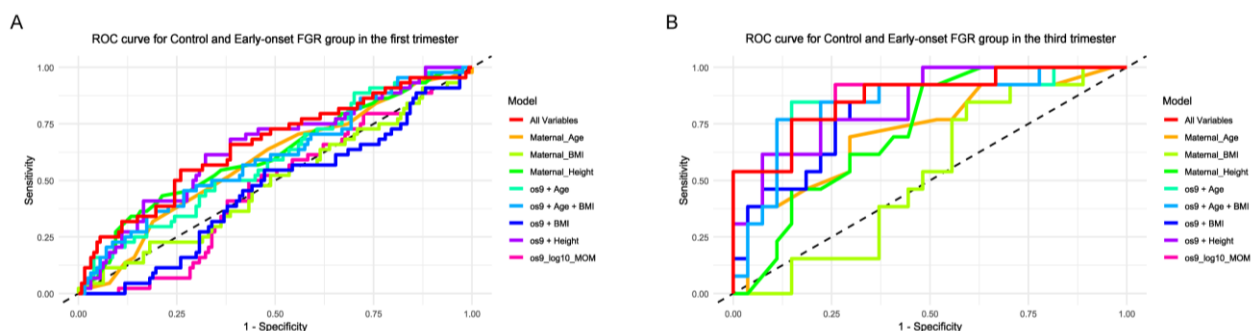 A
ROC curve for Control and Early-onset FGR group in the first trimester
1.00
0.75
0.50
0.25
0.00
Sensitivity
0.00
0.25
0.50
0.75
1.00
1 - Specificity
Model
All Variables
Maternal_Age
Maternal_BMI
Maternal_Height
os9 + Age
os9 + Age + BMI
os9 + BMI
os9 + Height
os9_log10_MOM
B
ROC curve for Control and Early-onset FGR group in the third trimester
1.00
0.75
0.50
0.25
0.00
Sensitivity
0.00
0.25
0.50
0.75
1.00
1 - Specificity
Model
All Variables
Maternal_Age
Maternal_BMI
Maternal_Height
os9 + Age
os9 + Age + BMI
os9 + BMI
os9 + Height
os9_log10_MOM